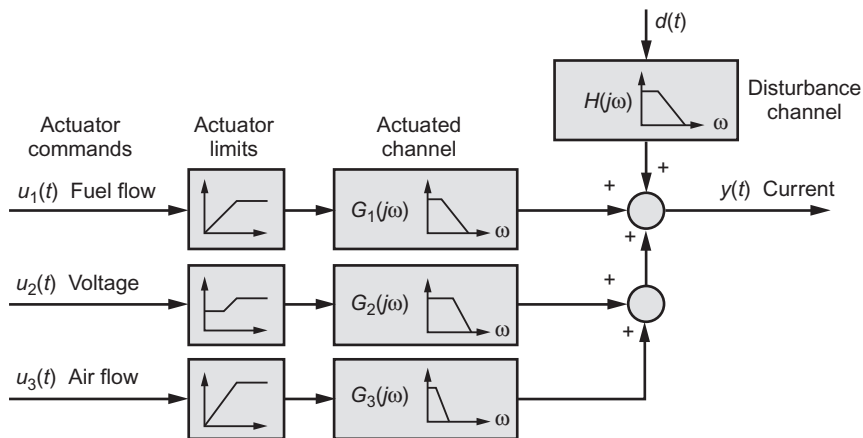 d(t)
H(jω)
ω
Disturbance
channel
Actuator
commands
Actuator
limits
Actuated
channel
+
u1(t) Fuel flow
G1(jω)
ω
+
y(t) Current
+
u2(t) Voltage
G2(jω)
ω
+
+
u3(t) Air flow
G3(jω)
ω